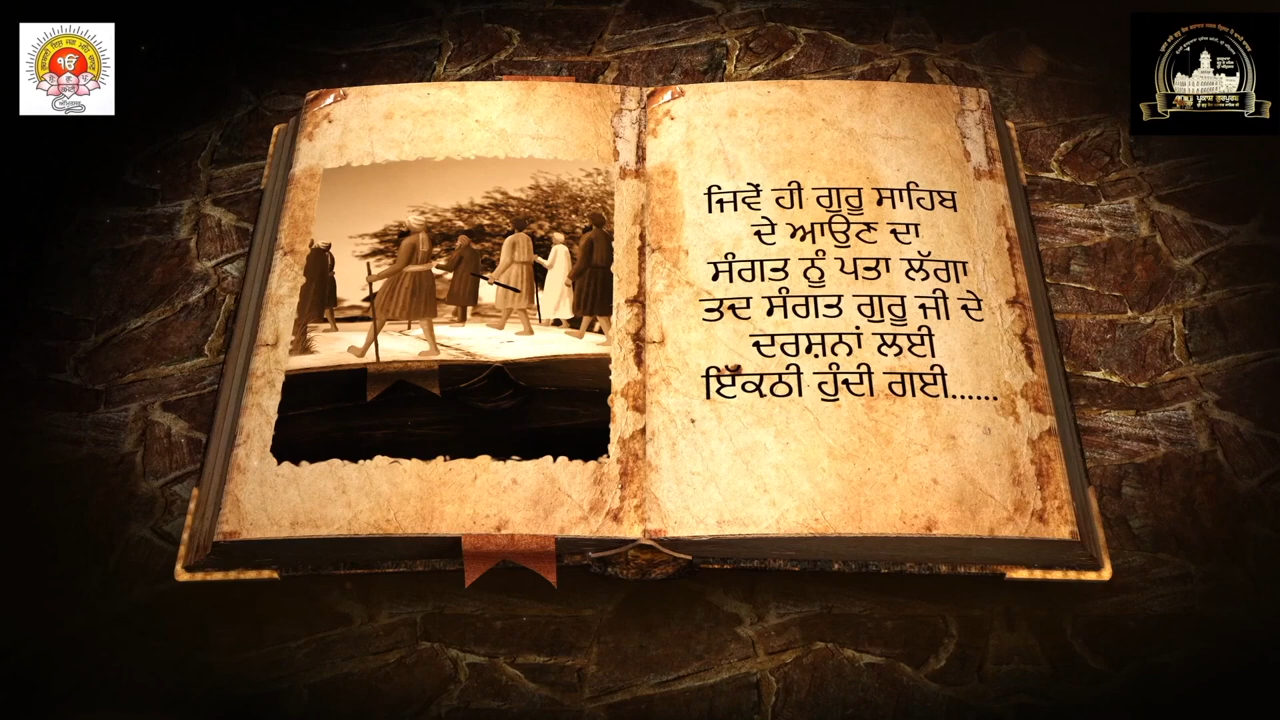 ਜਿਵੇਂ ਹੀ ਗੁਰੂ ਸਾਹਿਬ
ਦੇ ਆਉਣ ਦਾ
ਸੰਗਤ ਨੂੰ ਪਤਾ ਲੱਗਾ
ਤਦ ਸੰਗਤ ਗੁਰੂ ਜੀ ਦੇ
ਦਰਸ਼ਨਾਂ ਲਈ
ਇੱਕਠੀ ਹੁੰਦੀ ਗਈ......